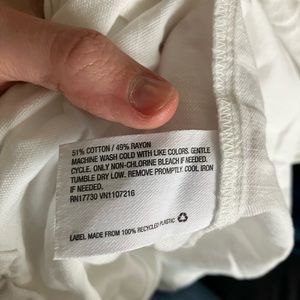 51% COTTON / 49% RAYON
MACHINE WASH COLD WITH LIKE COLORS. GENTLE
CYCLE. ONLY NON-CHLORINE BLEACH IF NEEDED.
TUMBLE DRY LOW. REMOVE PROMPTLY. COOL IRON
IF NEEDED.
RN17730 VN1107216
LABEL MADE FROM 100% RECYCLED PLASTIC